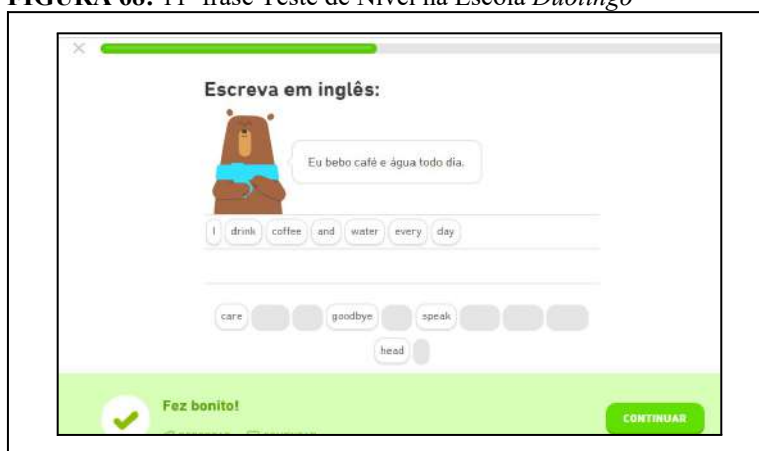 FIGURA 68: 11ª frase Teste de Nível na Escola Duolingo
Escreva em inglês:
Eu bebo café e água todo dia.
I drink coffee and water every day
care goodbye speak
head
Fez bonito!
CONTINUAR